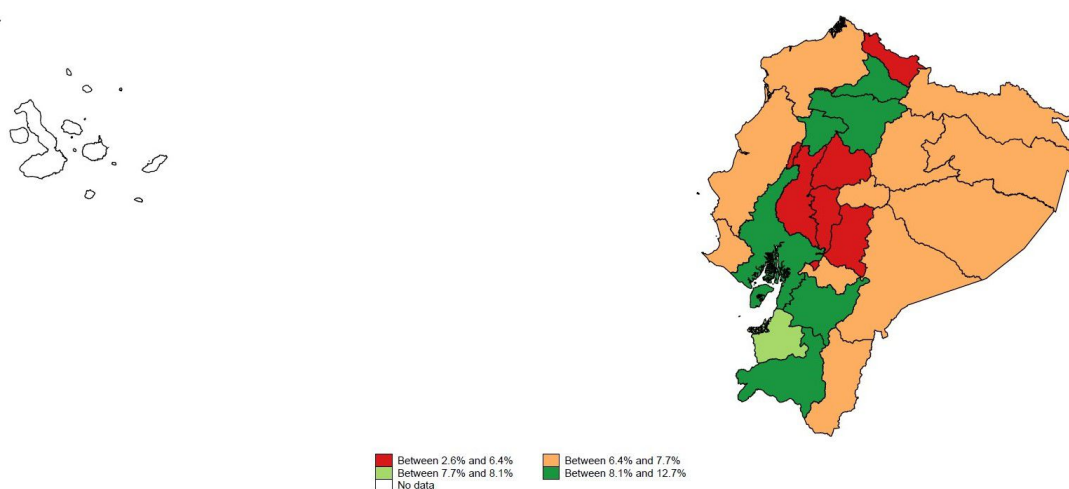 Between 2.6% and 6.4%
Between 6.4% and 7.7%
Between 7.7% and 8.1%
Between 8.1% and 12.7%
No data